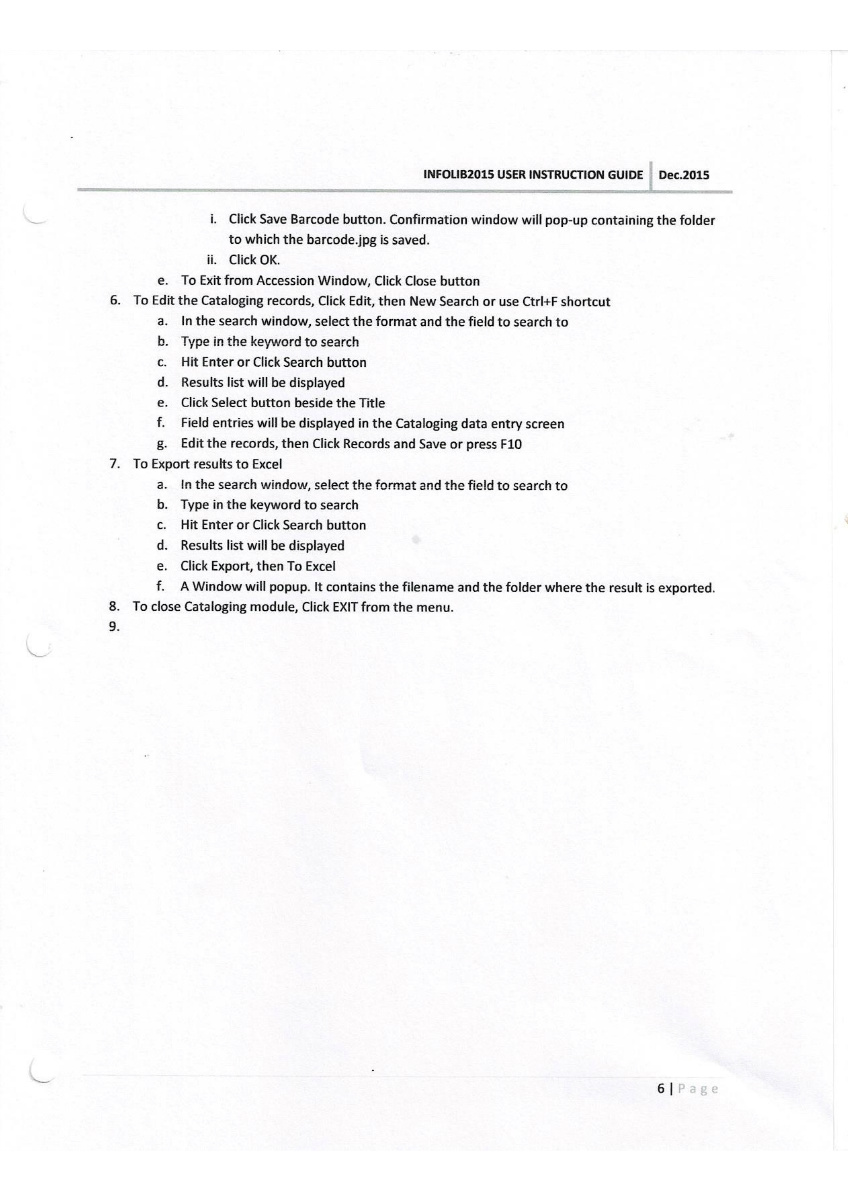 INFOLIB2015 USER INSTRUCTION GUIDE Dec.2015
i. Click Save Barcode button. Confirmation window will pop-up containing the folder
to which the barcode.jpg is saved.
ii. Click OK.
e. To Exit from Accession Window, Click Close button
6. To Edit the Cataloging records, Click Edit, then New Search or use Ctrl+F shortcut
a. In the search window, select the format and the field to search to
b. Type in the keyword to search
c. Hit Enter or Click Search button
d. Results list will be displayed
e. Click Select button beside the Title
f. Field entries will be displayed in the Cataloging data entry screen
g. Edit the records, then Click Records and Save or press F10
7. To Export results to Excel
a. In the search window, select the format and the field to search to
b. Type in the keyword to search
c. Hit Enter or Click Search button
d. Results list will be displayed
e. Click Export, then To Excel
f. A Window will popup. It contains the filename and the folder where the result is exported.
8. To close Cataloging module, Click EXIT from the menu.
9.
6 | Page